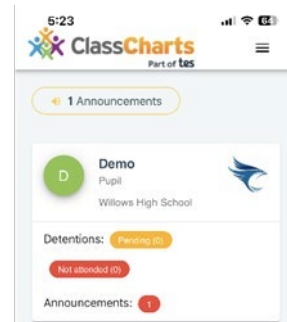 5:23
64
ClassCharts
Part of tes
1 Announcements
D
Demo
Pupil
Willows High School
Detentions: Pending (0)
Not attended (0)
Announcements: 1